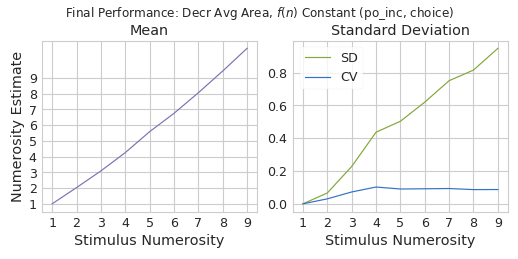 Final Performance: Decr Avg Area, f(n) Constant (po_inc, choice)
Mean
Numerosity Estimate
9
8
7
6
5
4
3
2
1
1 2 3 4 5 6 7 8 9
Stimulus Numerosity
Standard Deviation
SD
CV
0.8
0.6
0.4
0.2
0.0
1 2 3 4 5 6 7 8 9
Stimulus Numerosity